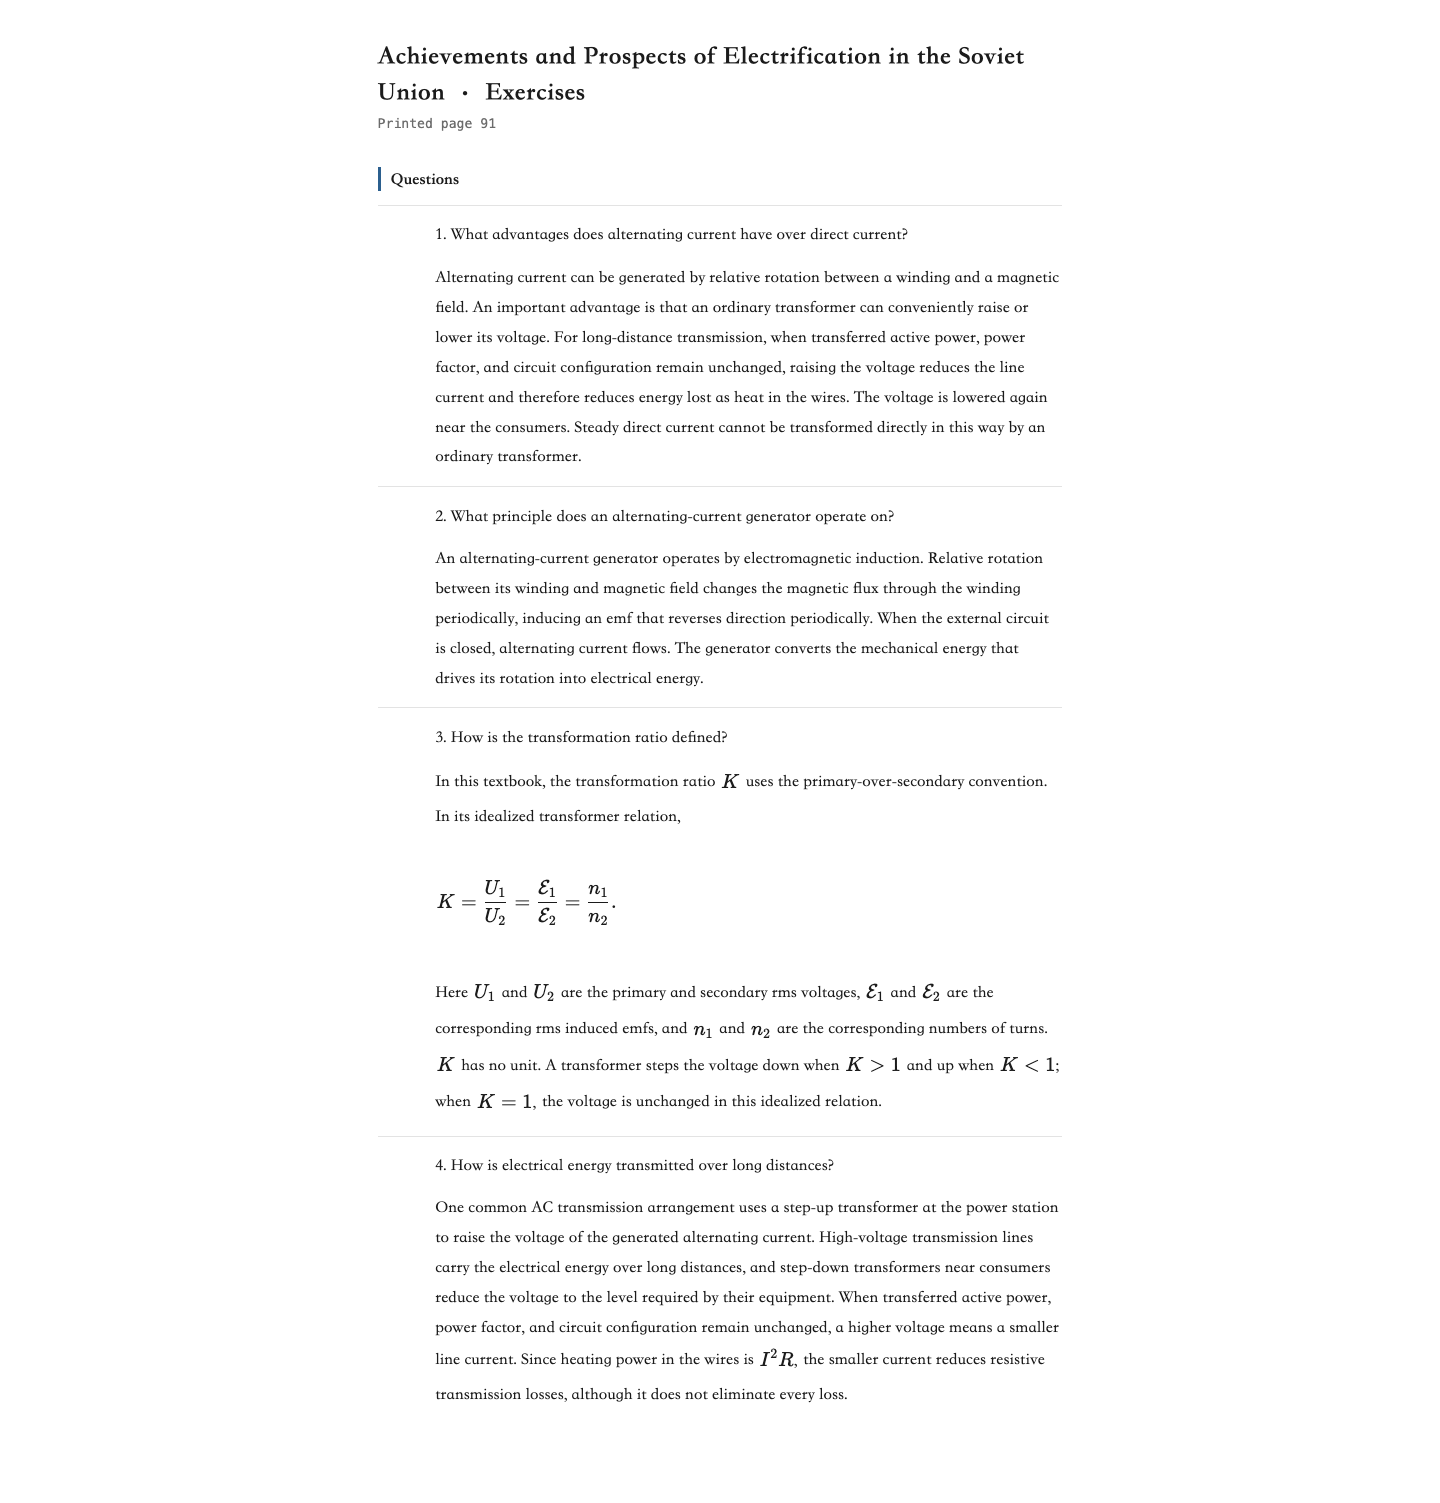 Achievements and Prospects of Electrification in the Soviet
Union · Exercises
Printed page 91
Questions
1. What advantages does alternating current have over direct current?
Alternating current can be generated by relative rotation between a winding and a magnetic
field. An important advantage is that an ordinary transformer can conveniently raise or
lower its voltage. For long-distance transmission, when transferred active power, power
factor, and circuit configuration remain unchanged, raising the voltage reduces the line
current and therefore reduces energy lost as heat in the wires. The voltage is lowered again
near the consumers. Steady direct current cannot be transformed directly in this way by an
ordinary transformer.
2. What principle does an alternating-current generator operate on?
An alternating-current generator operates by electromagnetic induction. Relative rotation
between its winding and magnetic field changes the magnetic flux through the winding
periodically, inducing an emf that reverses direction periodically. When the external circuit
is closed, alternating current flows. The generator converts the mechanical energy that
drives its rotation into electrical energy.
3. How is the transformation ratio defined?
In this textbook, the transformation ratio K uses the primary-over-secondary convention.
In its idealized transformer relation,
K = U₁/U₂ = ℰ₁/ℰ₂ = n₁/n₂.
Here U₁ and U₂ are the primary and secondary rms voltages, ℰ₁ and ℰ₂ are the
corresponding rms induced emfs, and n₁ and n₂ are the corresponding numbers of turns.
K has no unit. A transformer steps the voltage down when K > 1 and up when K < 1;
when K = 1, the voltage is unchanged in this idealized relation.
4. How is electrical energy transmitted over long distances?
One common AC transmission arrangement uses a step-up transformer at the power station
to raise the voltage of the generated alternating current. High-voltage transmission lines
carry the electrical energy over long distances, and step-down transformers near consumers
reduce the voltage to the level required by their equipment. When transferred active power,
power factor, and circuit configuration remain unchanged, a higher voltage means a smaller
line current. Since heating power in the wires is I²R, the smaller current reduces resistive
transmission losses, although it does not eliminate every loss.